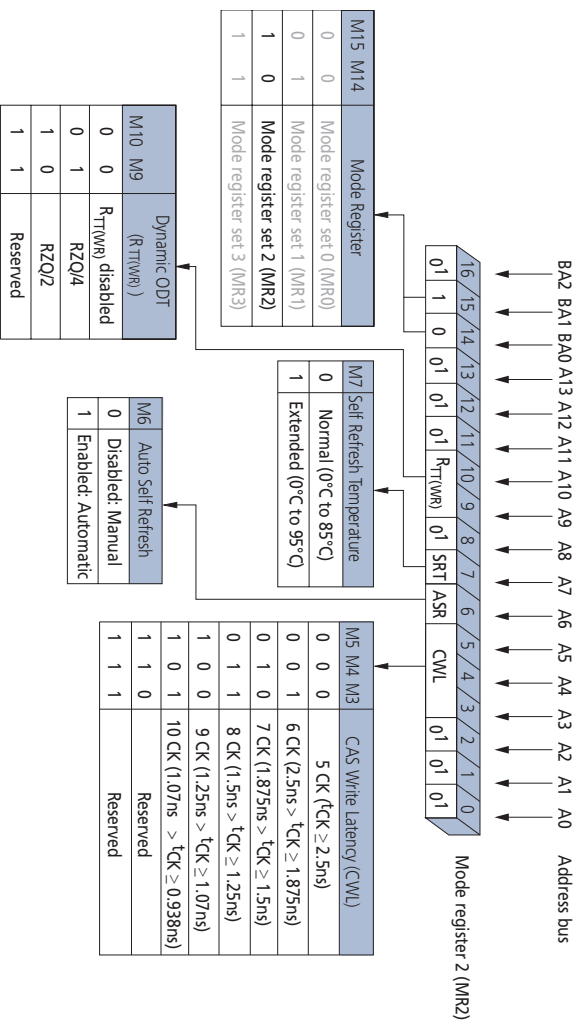 BA2 BA1 BA0 A13 A12 A11 A10 A9 A8 A7 A6 A5 A4 A3 A2 A1 A0 Address bus
16 15 14 13 12 11 10 9 8 7 6 5 4 3 2 1 0
Mode register 2 (MR2)
0¹ 1 0 0¹ 0¹ 0¹ RTT(WR) 0¹ SRT ASR CWL 0¹ 0¹ 0¹
M15 M14 Mode Register
0 0 Mode register set 0 (MR0)
0 1 Mode register set 1 (MR1)
1 0 Mode register set 2 (MR2)
1 1 Mode register set 3 (MR3)
M7 Self Refresh Temperature
0 Normal (0°C to 85°C)
1 Extended (0°C to 95°C)
M5 M4 M3 CAS Write Latency (CWL)
0 0 0 5 CK (tCK ≥ 2.5ns)
0 0 1 6 CK (2.5ns > tCK ≥ 1.875ns)
0 1 0 7 CK (1.875ns > tCK ≥ 1.5ns)
0 1 1 8 CK (1.5ns > tCK ≥ 1.25ns)
1 0 0 9 CK (1.25ns > tCK ≥ 1.07ns)
1 0 1 10 CK (1.07ns > tCK ≥ 0.938ns)
1 1 0 Reserved
1 1 1 Reserved
M10 M9 Dynamic ODT
(RTT(WR) )
0 0 RTT(WR) disabled
0 1 RZQ/4
1 0 RZQ/2
1 1 Reserved
M6 Auto Self Refresh
0 Disabled: Manual
1 Enabled: Automatic